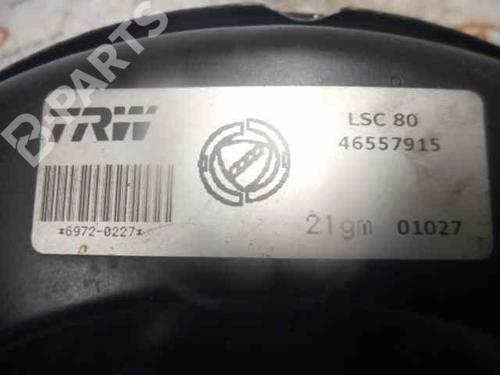 B-PARTS
TRW
LSC 80
46557915
*6972-0227*
21gm 01027